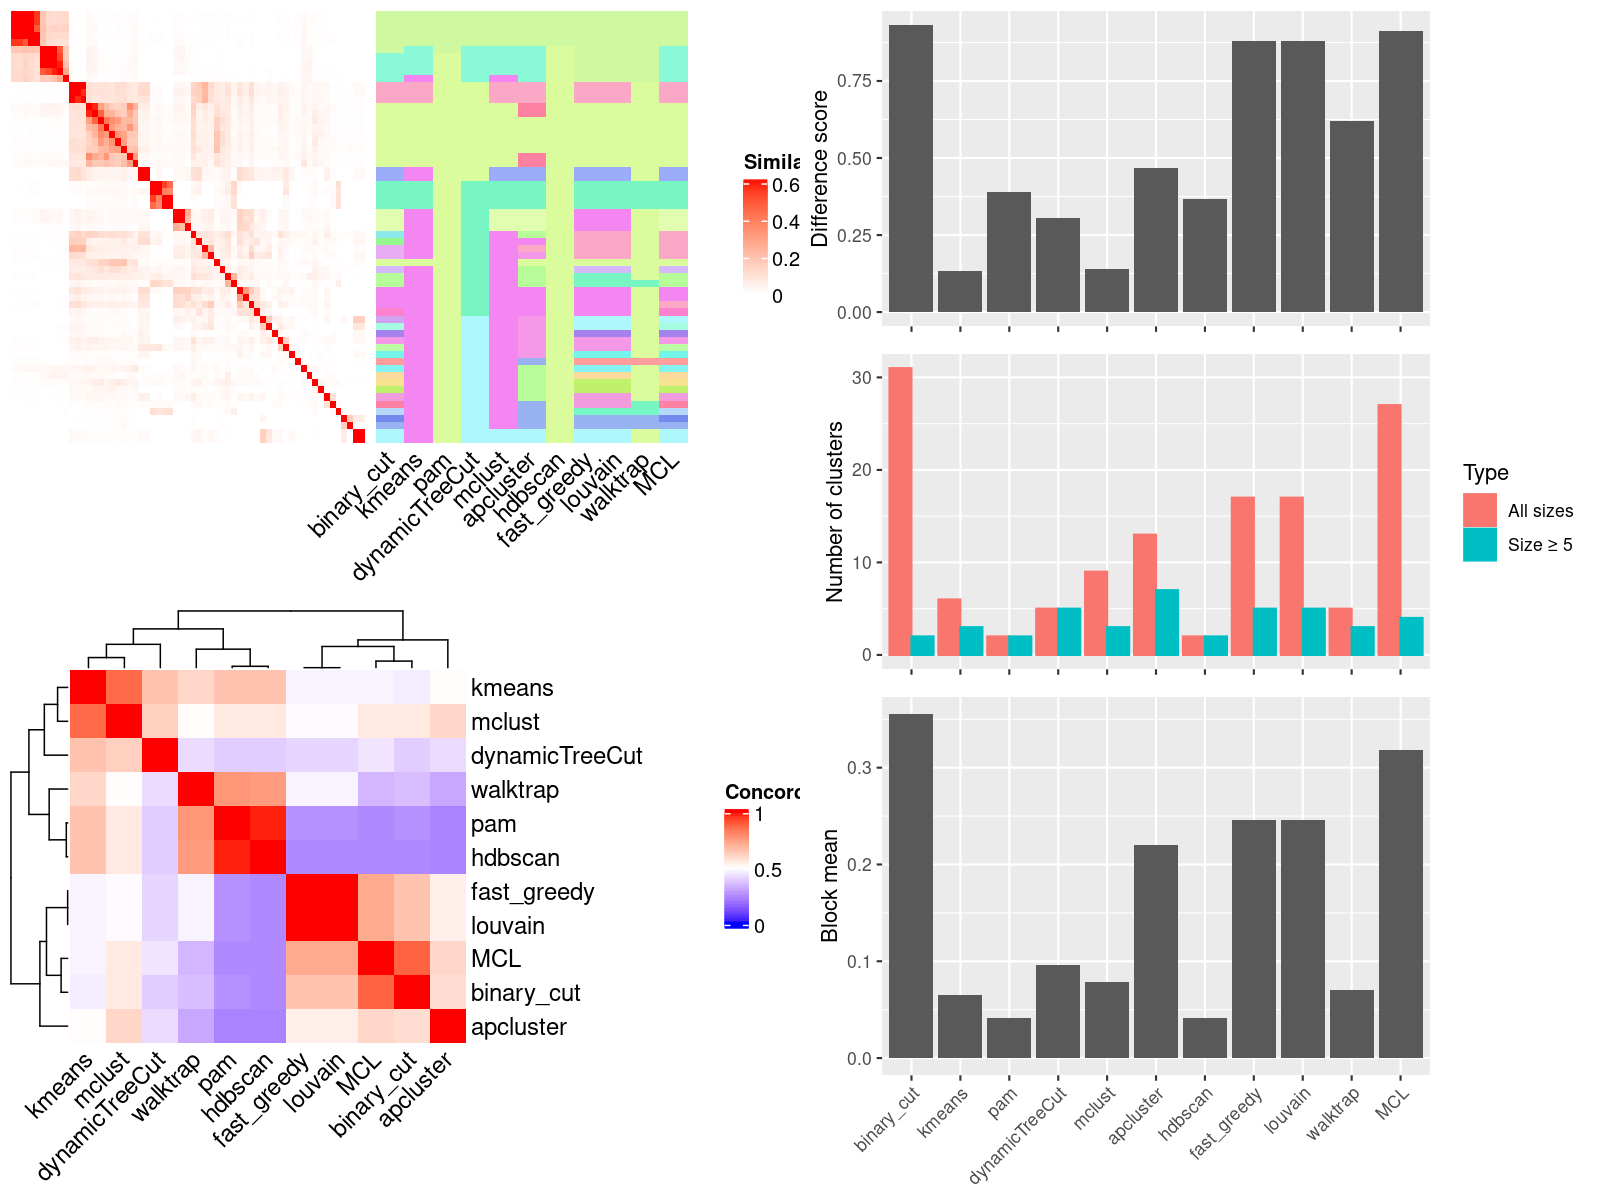 Simila
0.6
0.4
0.2
0
binary_cut
kmeans
pam
dynamicTreeCut
mclust
apcluster
hdbscan
fast_greedy
louvain
walktrap
MCL
kmeans
mclust
dynamicTreeCut
walktrap
pam
hdbscan
fast_greedy
louvain
MCL
binary_cut
apcluster
Concord
1
0.5
0
kmeans
mclust
dynamicTreeCut
walktrap
pam
hdbscan
fast_greedy
louvain
MCL
binary_cut
apcluster
Difference score
0.75
0.50
0.25
0.00
Number of clusters
30
20
10
0
Type
All sizes
Size ≥ 5
Block mean
0.3
0.2
0.1
0.0
binary_cut
kmeans
pam
dynamicTreeCut
mclust
apcluster
hdbscan
fast_greedy
louvain
walktrap
MCL